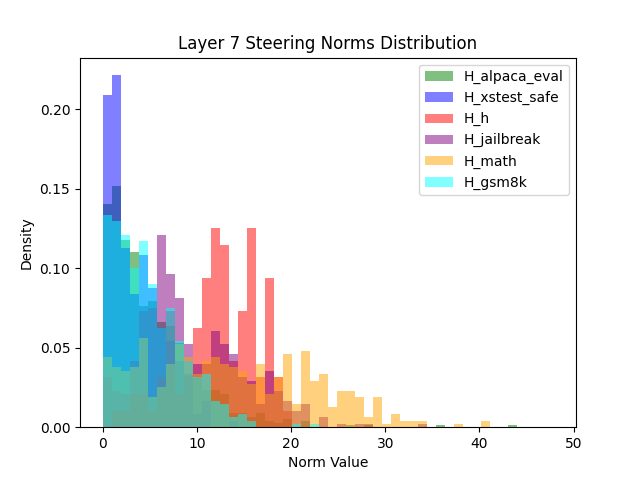 Layer 7 Steering Norms Distribution
H_alpaca_eval
H_xstest_safe
H_h
H_jailbreak
H_math
H_gsm8k
0.20
0.15
0.10
0.05
0.00
Density
0 10 20 30 40 50
Norm Value